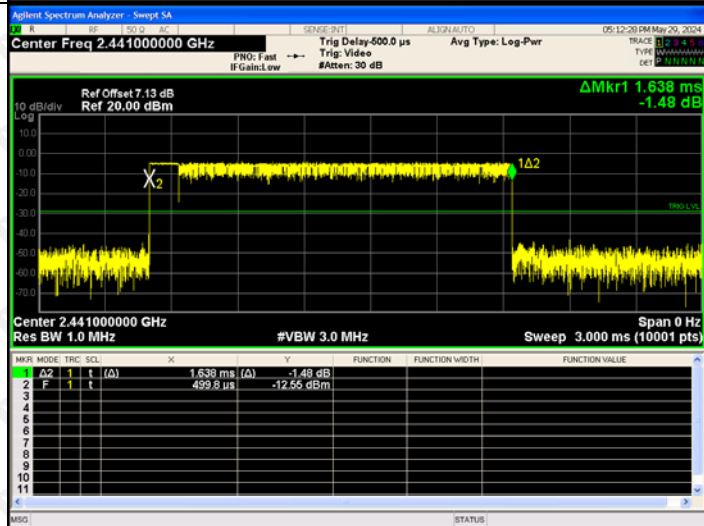 Agilent Spectrum Analyzer - Swept SA
R RF 50 Ω AC SENSE:INT ALIGN AUTO 05:12:28 PM May 29, 2024
Center Freq 2.441000000 GHz
PNO: Fast
IFGain:Low
Trig Delay-500.0 µs
Trig: Video
#Atten: 30 dB
Avg Type: Log-Pwr
TRACE 1 2 3 4 5 6
TYPE
DET P N N N N N
ΔMkr1 1.638 ms
-1.48 dB
Ref Offset 7.13 dB
10 dB/div Ref 20.00 dBm
Log
10.0
0.00
-10.0
-20.0
-30.0
-40.0
-50.0
-60.0
-70.0
2
1Δ2
TRIG LVL
Center 2.441000000 GHz Span 0 Hz
Res BW 1.0 MHz #VBW 3.0 MHz Sweep 3.000 ms (10001 pts)
MKR MODE TRC SCL X Y FUNCTION FUNCTION WIDTH FUNCTION VALUE
1 Δ2 1 t (Δ) 1.638 ms (Δ) -1.48 dB
2 F 1 t 499.8 µs -12.55 dBm
3
4
5
6
7
8
9
10
11
MSG STATUS